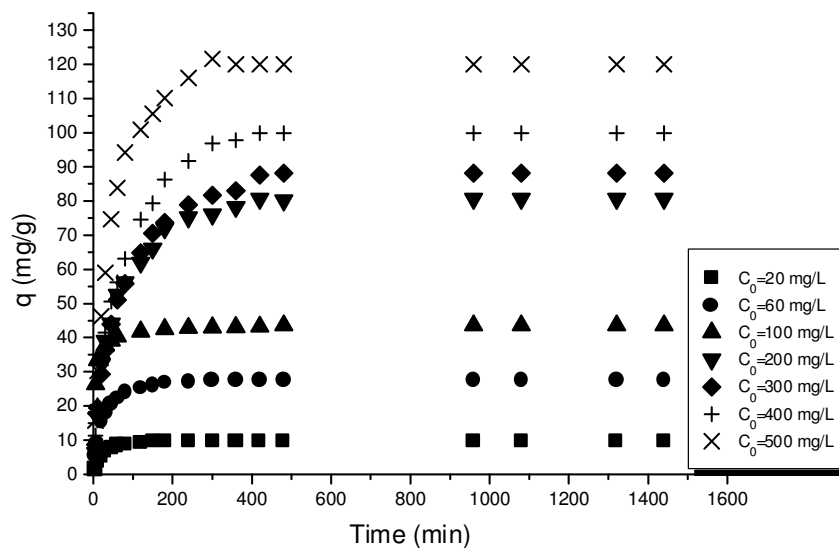 130
120
110
100
90
80
70
60
50
40
30
20
10
0
q (mg/g)
0 200 400 600 800 1000 1200 1400 1600
Time (min)
C0=20 mg/L
C0=60 mg/L
C0=100 mg/L
C0=200 mg/L
C0=300 mg/L
C0=400 mg/L
C0=500 mg/L